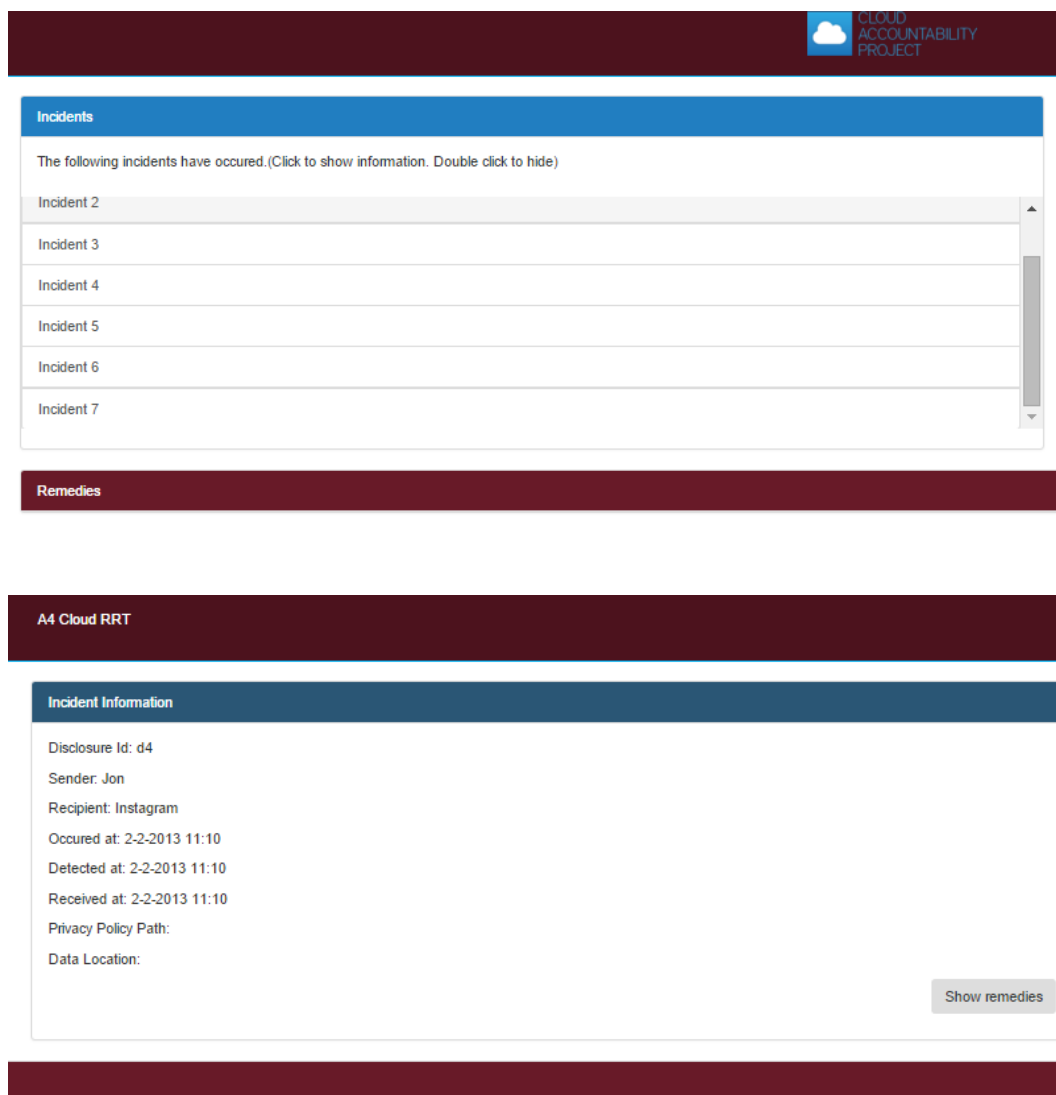 CLOUD
ACCOUNTABILITY
PROJECT
Incidents
The following incidents have occured.(Click to show information. Double click to hide)
Incident 2
Incident 3
Incident 4
Incident 5
Incident 6
Incident 7
Remedies
A4 Cloud RRT
Incident Information
Disclosure Id: d4
Sender: Jon
Recipient: Instagram
Occured at: 2-2-2013 11:10
Detected at: 2-2-2013 11:10
Received at: 2-2-2013 11:10
Privacy Policy Path:
Data Location:
Show remedies